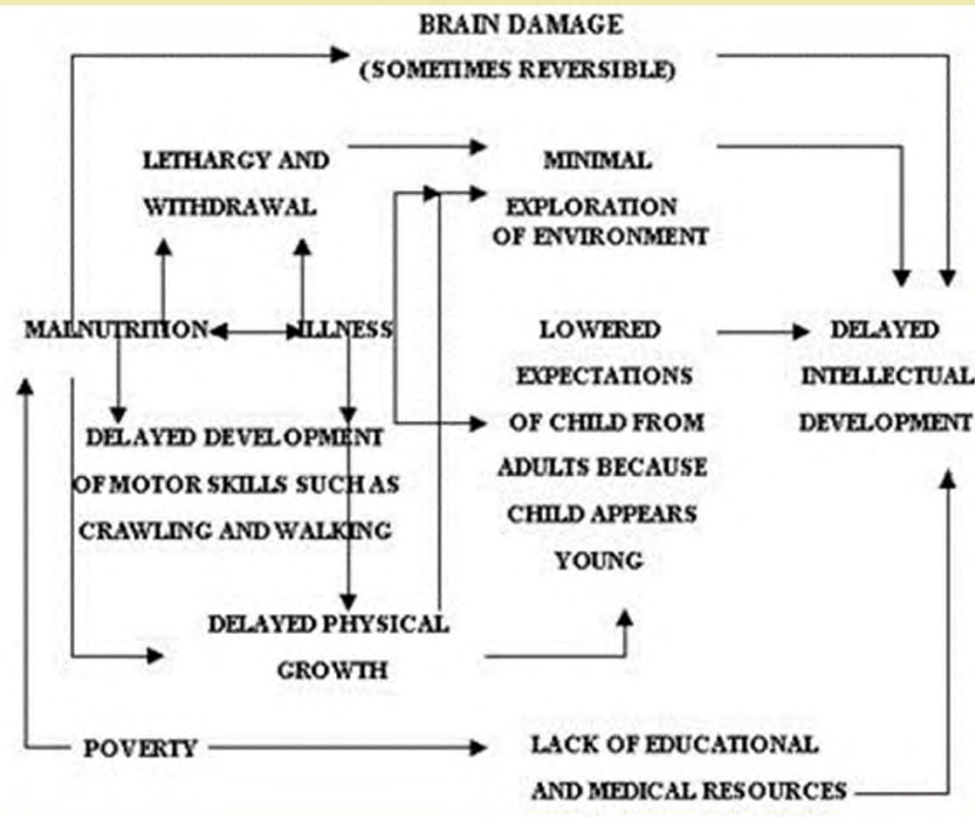 BRAIN DAMAGE
(SOMETIMES REVERSIBLE)
LETHARGY AND
WITHDRAWAL
MINIMAL
EXPLORATION
OF ENVIRONMENT
MALNUTRITION
ILLNESS
LOWERED
EXPECTATIONS
OF CHILD FROM
ADULTS BECAUSE
CHILD APPEARS
YOUNG
DELAYED
INTELLECTUAL
DEVELOPMENT
DELAYED DEVELOPMENT
OF MOTOR SKILLS SUCH AS
CRAWLING AND WALKING
DELAYED PHYSICAL
GROWTH
POVERTY
LACK OF EDUCATIONAL
AND MEDICAL RESOURCES